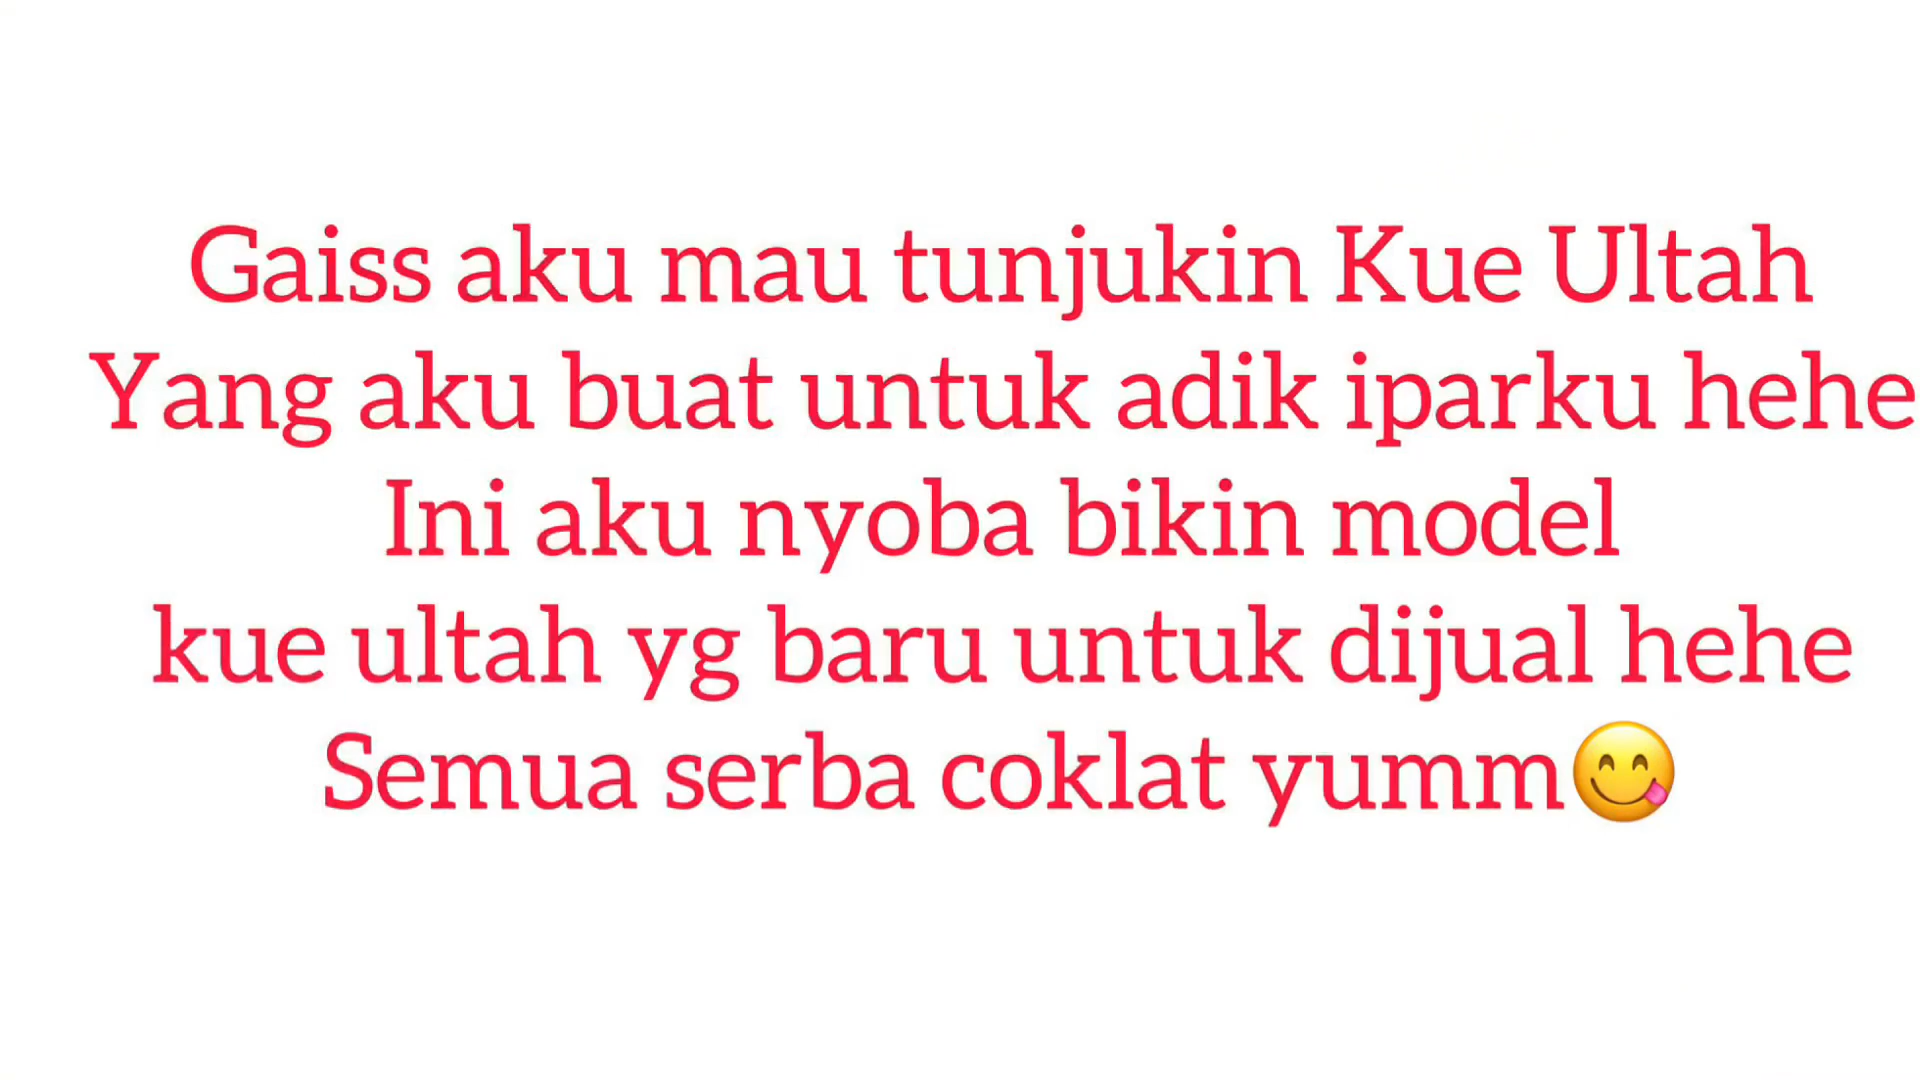 Gaiss aku mau tunjukin Kue Ultah
Yang aku buat untuk adik iparku hehe
Ini aku nyoba bikin model
kue ultah yg baru untuk dijual hehe
Semua serba coklat yumm😋